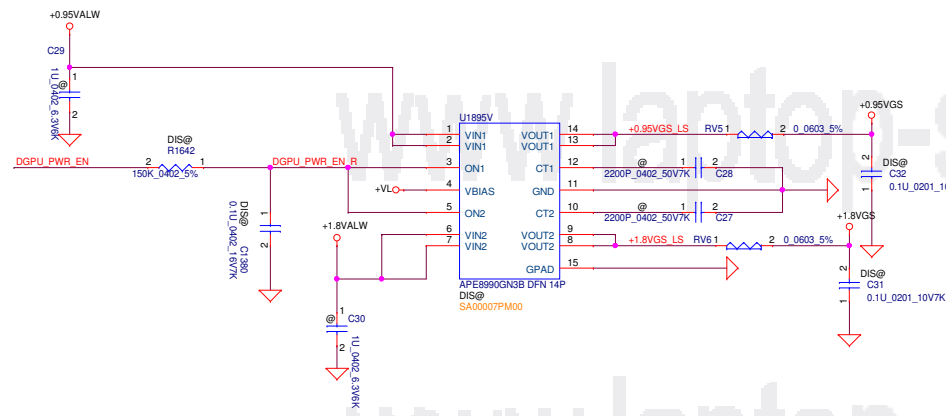 +0.95VALW
C29
1
@
1U_0402_6.3V6K
2
DIS@
R1642
DGPU_PWR_EN
2
1
150K_0402_5%
DGPU_PWR_EN_R
DIS@
1
2
0.1U_0402_16V7K
C1380
+VL
+1.8VALW
@
1
C30
2
1U_0402_6.3V6K
U1895V
1 VIN1
2 VIN1
3 ON1
4 VBIAS
5 ON2
6 VIN2
7 VIN2
VOUT1 14
VOUT1 13
CT1 12
GND 11
CT2 10
VOUT2 9
VOUT2 8
GPAD 15
APE8990GN3B DFN 14P
DIS@
SA00007PM00
+0.95VGS_LS
RV5 1
2 0_0603_5%
+0.95VGS
@
1
2
2200P_0402_50V7K
C28
@
1
2
2200P_0402_50V7K
C27
2
DIS@
C32
1
0.1U_0201_10
+1.8VGS
+1.8VGS_LS
RV6 1
2 0_0603_5%
2
DIS@
C31
1
0.1U_0201_10V7K
www.laptop-s